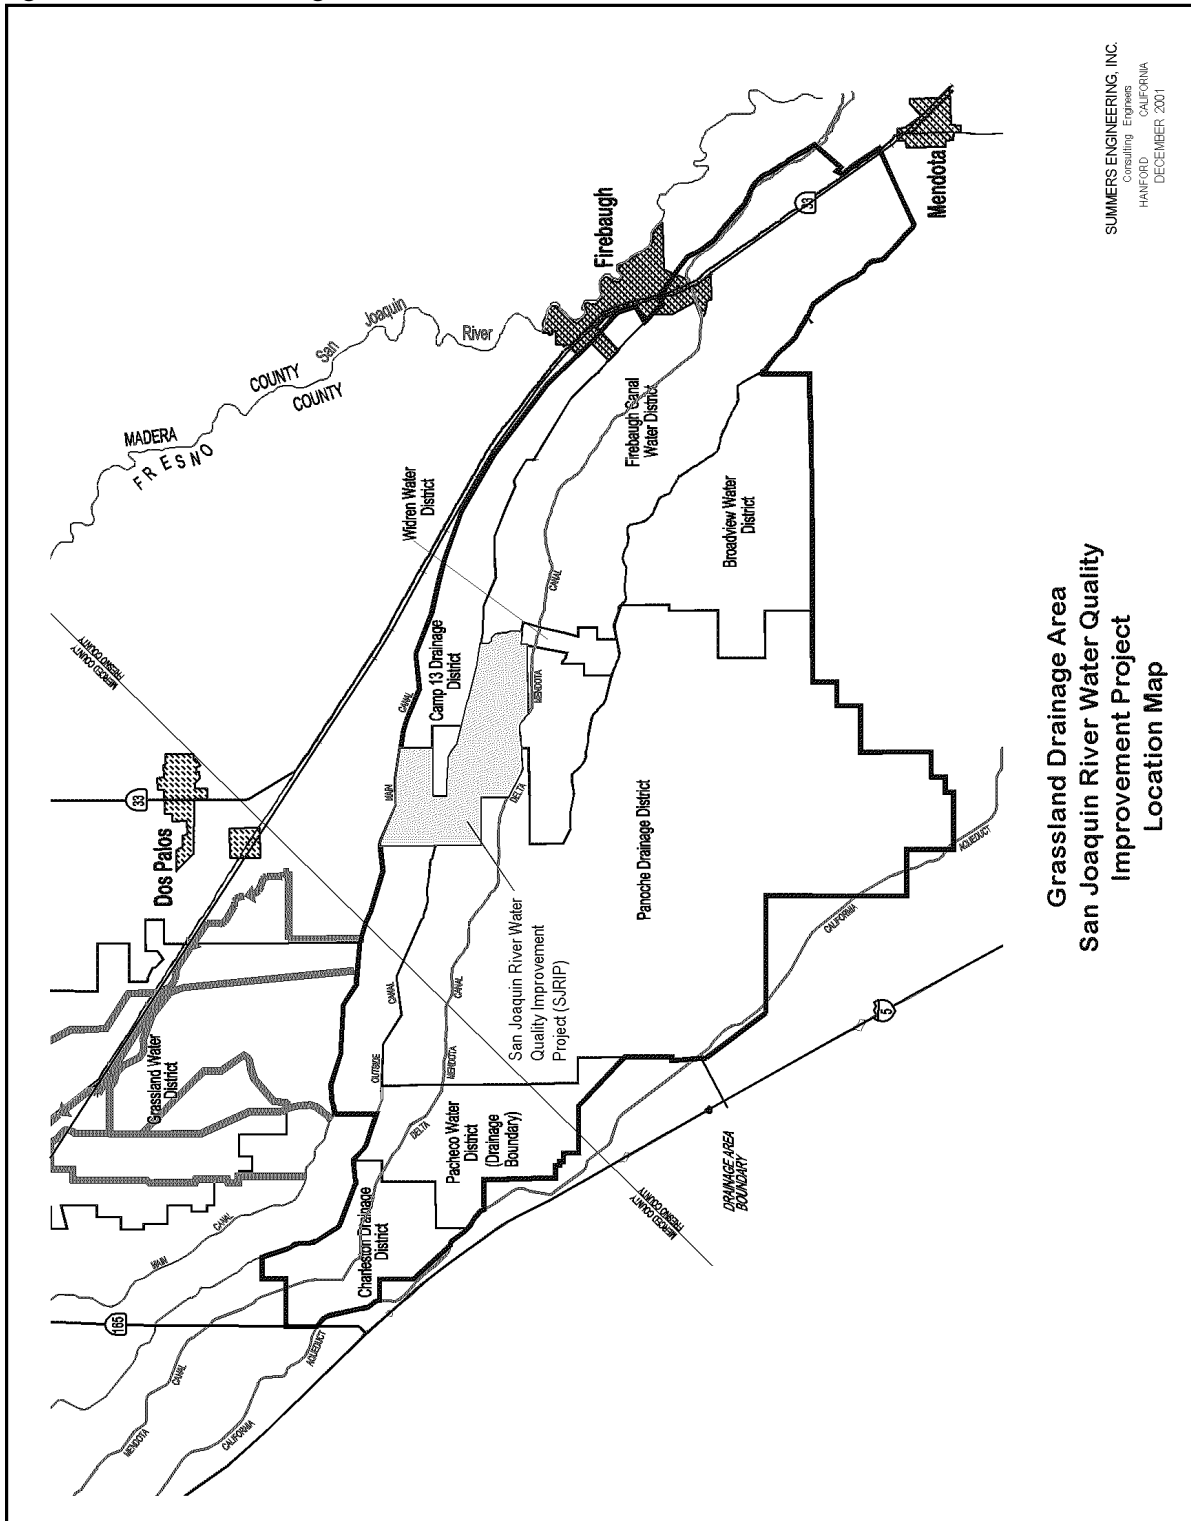 Grassland Drainage Area
San Joaquin River Water Quality
Improvement Project
Location Map
SUMMERS ENGINEERING, INC.
Consulting Engineers
HANFORD CALIFORNIA
DECEMBER 2001
MADERA COUNTY
FRESNO COUNTY
San Joaquin River
Firebaugh
Mendota
33
Dos Palos
33
MERCED COUNTY
FRESNO COUNTY
Widren Water
District
Camp 13 Drainage
District
Firebaugh Canal
Water District
Broadview Water
District
Panoche Drainage District
San Joaquin River Water
Quality Improvement
Project (SJRIP)
Grassland Water
District
Pacheco Water
District
(Drainage
Boundary)
Charleston Drainage
District
MAIN CANAL
OUTSIDE CANAL
DELTA MENDOTA CANAL
DELTA MENDOTA CANAL
MAIN CANAL
MENDOTA CANAL
CALIFORNIA AQUEDUCT
CALIFORNIA AQUEDUCT
165
5
DRAINAGE AREA
BOUNDARY
MERCED COUNTY
FRESNO COUNTY